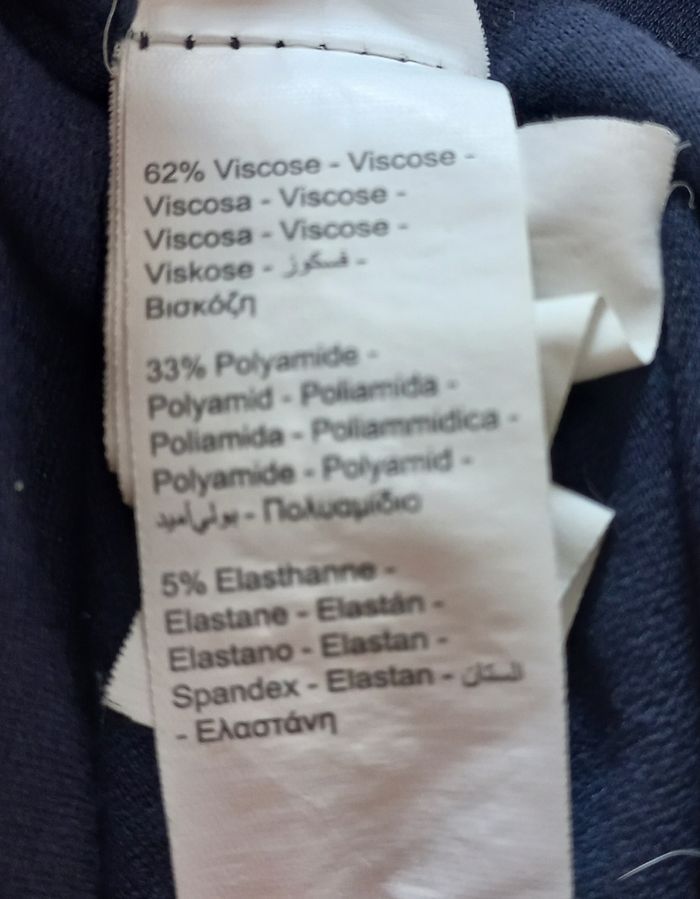 62% Viscose - Viscose -
Viscosa - Viscose -
Viscosa - Viscose -
Viskose - فسكوز -
Βισκόζη
33% Polyamide -
Polyamid - Poliamida -
Poliamida - Poliammidica -
Polyamide - Polyamid -
بولي أميد - Πολυαμίδιο
5% Elasthanne -
Elastane - Elastán -
Elastano - Elastan -
Spandex - Elastan - الستان
- Ελαστάνη